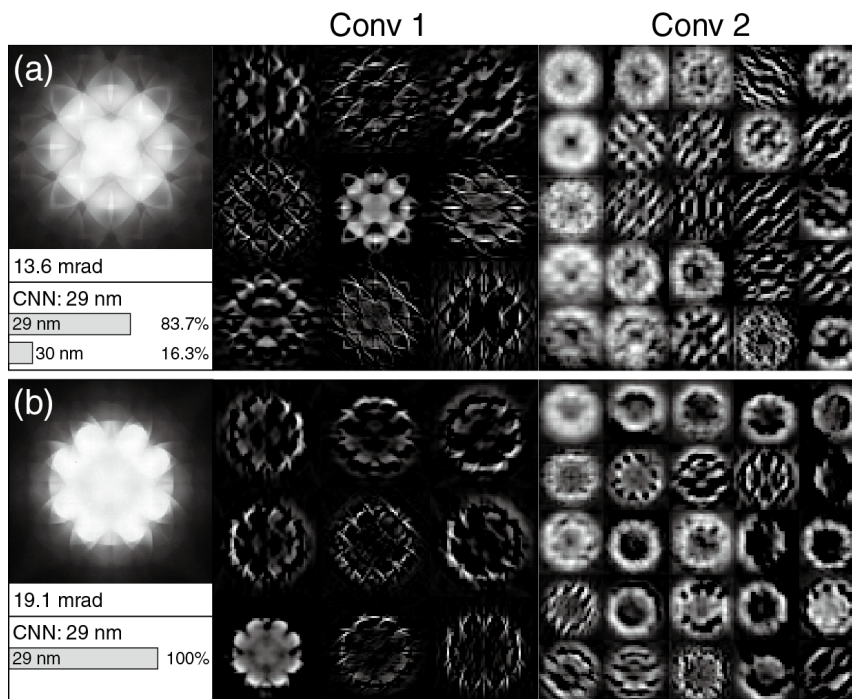 Conv 1
Conv 2
(a)
13.6 mrad
CNN: 29 nm
29 nm 83.7%
30 nm 16.3%
(b)
19.1 mrad
CNN: 29 nm
29 nm 100%